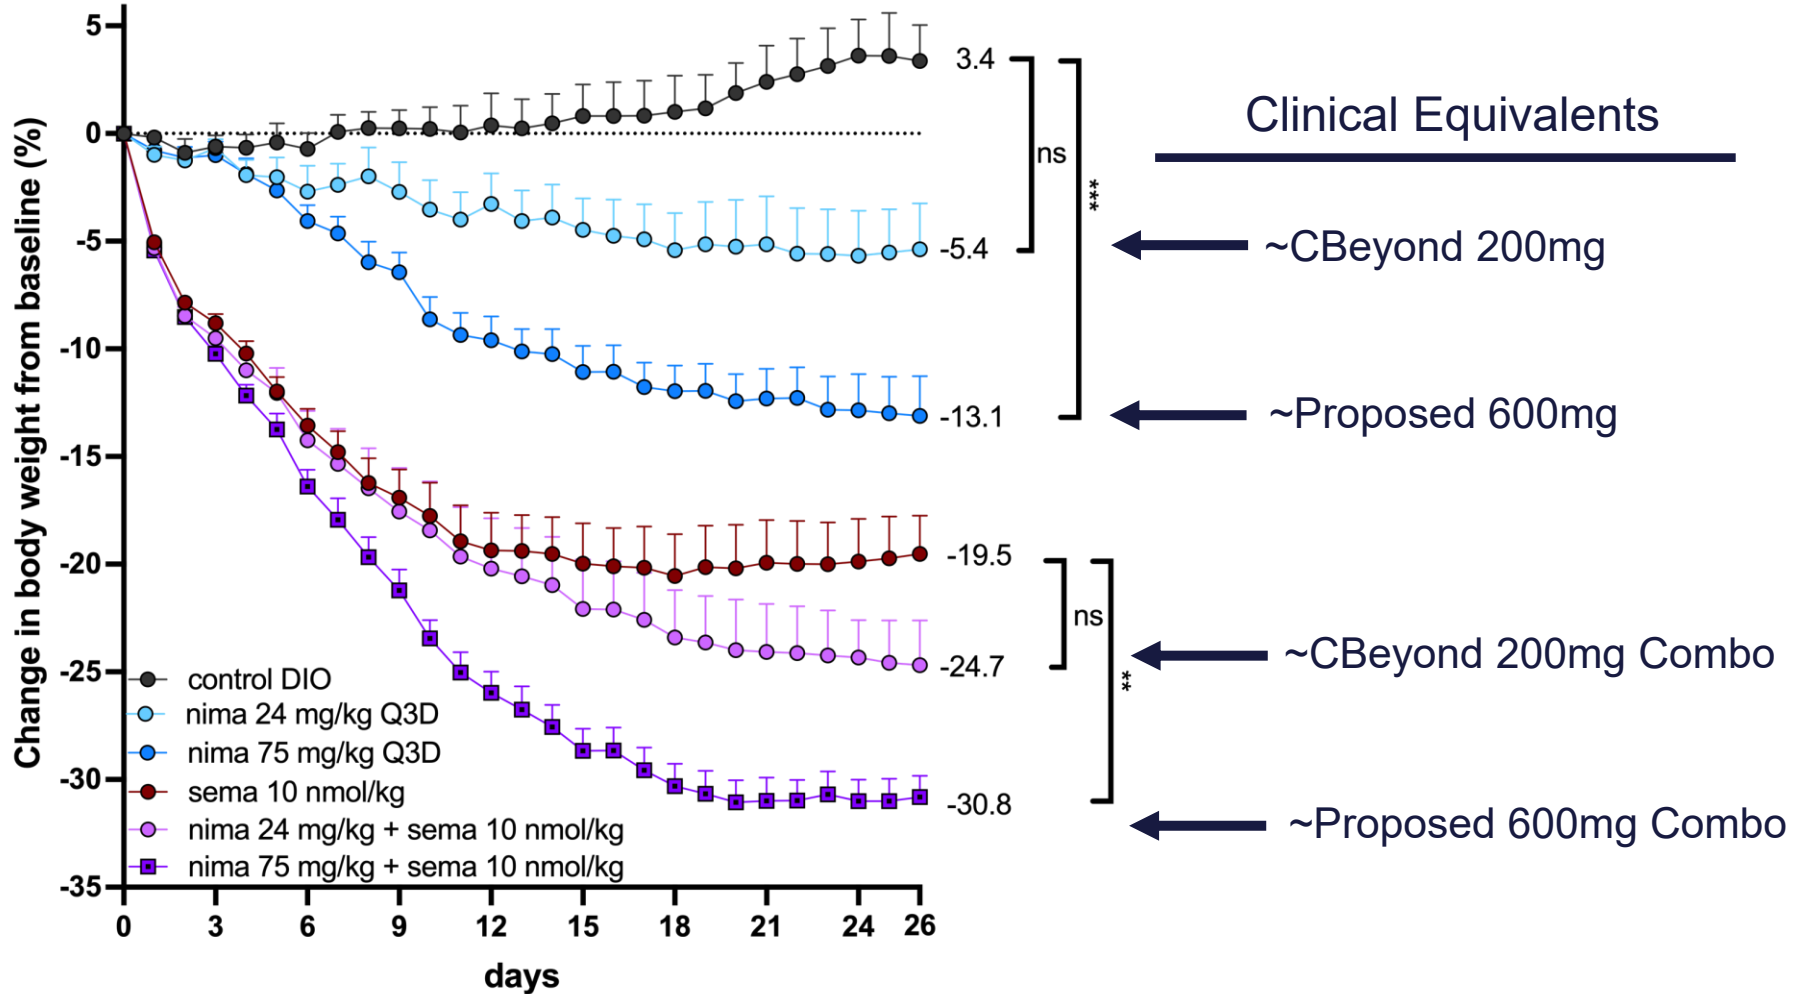 Change in body weight from baseline (%)
5
0
-5
-10
-15
-20
-25
-30
-35
0
3
6
9
12
15
18
21
24
26
days
control DIO
nima 24 mg/kg Q3D
nima 75 mg/kg Q3D
sema 10 nmol/kg
nima 24 mg/kg + sema 10 nmol/kg
nima 75 mg/kg + sema 10 nmol/kg
3.4
-5.4
-13.1
-19.5
-24.7
-30.8
ns
***
ns
**
Clinical Equivalents
~CBeyond 200mg
~Proposed 600mg
~CBeyond 200mg Combo
~Proposed 600mg Combo